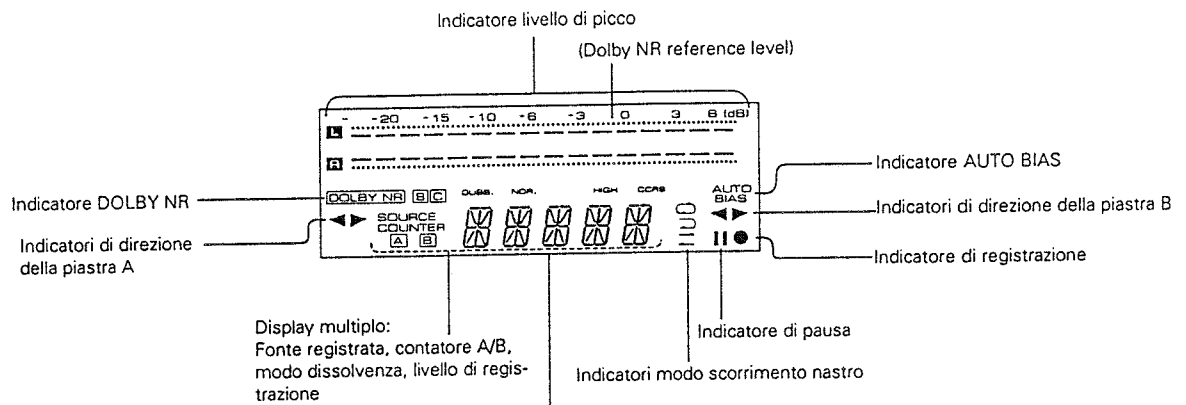 Indicatore livello di picco
(Dolby NR reference level)
- -20 -15 -10 -6 -3 0 3 6 (dB)
L
R
Indicatore AUTO BIAS
Indicatore DOLBY NR
DOLBY NR B C DUBB. NOR. HIGH CCRS AUTO
BIAS
Indicatori di direzione della piastra B
SOURCE
COUNTER
A B
Indicatori di direzione
della piastra A
Indicatore di registrazione
Indicatore di pausa
Display multiplo:
Fonte registrata, contatore A/B,
modo dissolvenza, livello di regis-
trazione
Indicatori modo scorrimento nastro